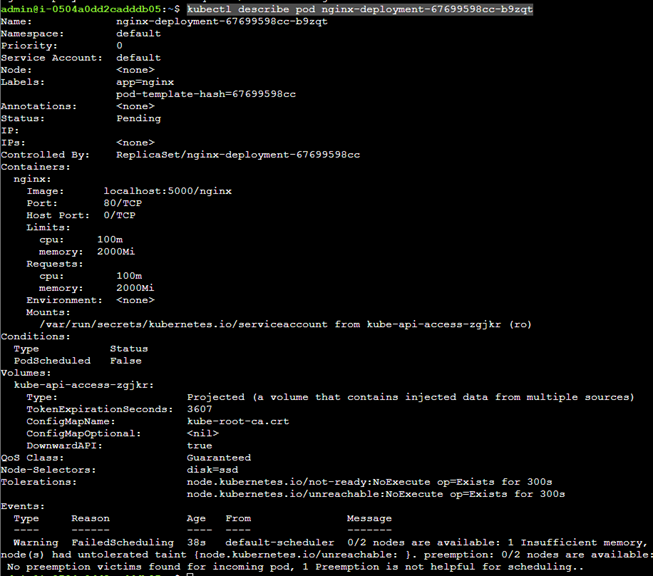 admin@i-0504a0dd2cadddb05:~$ kubectl describe pod nginx-deployment-67699598cc-b9zqt
Name:             nginx-deployment-67699598cc-b9zqt
Namespace:        default
Priority:         0
Service Account:  default
Node:             <none>
Labels:           app=nginx
                  pod-template-hash=67699598cc
Annotations:      <none>
Status:           Pending
IP:
IPs:              <none>
Controlled By:    ReplicaSet/nginx-deployment-67699598cc
Containers:
  nginx:
    Image:      localhost:5000/nginx
    Port:       80/TCP
    Host Port:  0/TCP
    Limits:
      cpu:     100m
      memory:  2000Mi
    Requests:
      cpu:        100m
      memory:     2000Mi
    Environment:  <none>
    Mounts:
      /var/run/secrets/kubernetes.io/serviceaccount from kube-api-access-zgjkr (ro)
Conditions:
  Type           Status
  PodScheduled   False
Volumes:
  kube-api-access-zgjkr:
    Type:                    Projected (a volume that contains injected data from multiple sources)
    TokenExpirationSeconds:  3607
    ConfigMapName:           kube-root-ca.crt
    ConfigMapOptional:       <nil>
    DownwardAPI:             true
QoS Class:                   Guaranteed
Node-Selectors:              disk=ssd
Tolerations:                 node.kubernetes.io/not-ready:NoExecute op=Exists for 300s
                             node.kubernetes.io/unreachable:NoExecute op=Exists for 300s
Events:
  Type     Reason            Age   From               Message
  ----     ------            ----  ----               -------
  Warning  FailedScheduling  38s   default-scheduler  0/2 nodes are available: 1 Insufficient memory,
node(s) had untolerated taint {node.kubernetes.io/unreachable: }. preemption: 0/2 nodes are available:
 No preemption victims found for incoming pod, 1 Preemption is not helpful for scheduling..